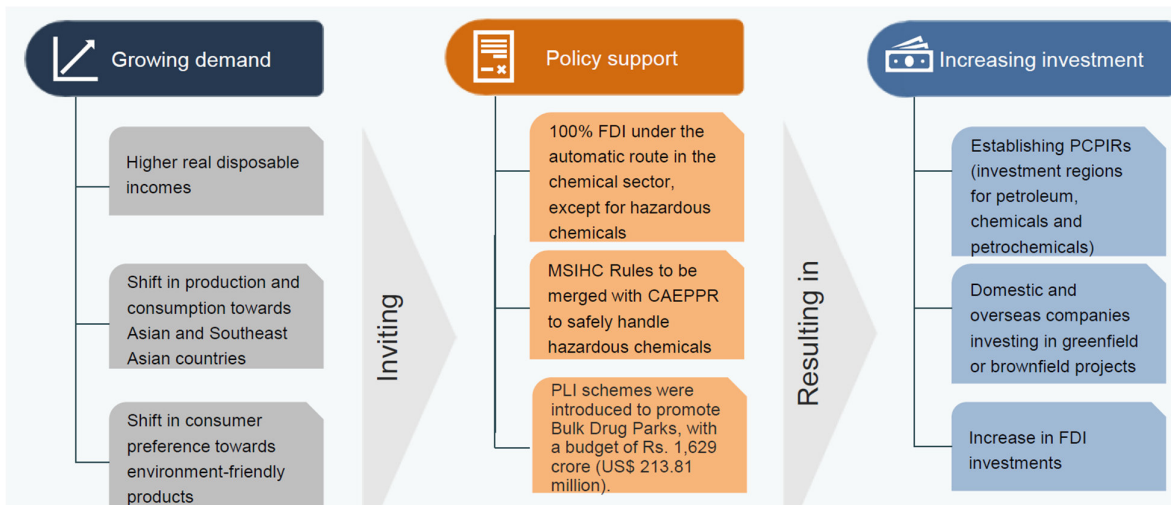 Growing demand
Higher real disposable
incomes
Shift in production and
consumption towards
Asian and Southeast
Asian countries
Shift in consumer
preference towards
environment-friendly
products
Inviting
Policy support
100% FDI under the
automatic route in the
chemical sector,
except for hazardous
chemicals
MSIHC Rules to be
merged with CAEPPR
to safely handle
hazardous chemicals
PLI schemes were
introduced to promote
Bulk Drug Parks, with
a budget of Rs. 1,629
crore (US$ 213.81
million).
Resulting in
Increasing investment
Establishing PCPIRs
(investment regions
for petroleum,
chemicals and
petrochemicals)
Domestic and
overseas companies
investing in greenfield
or brownfield projects
Increase in FDI
investments